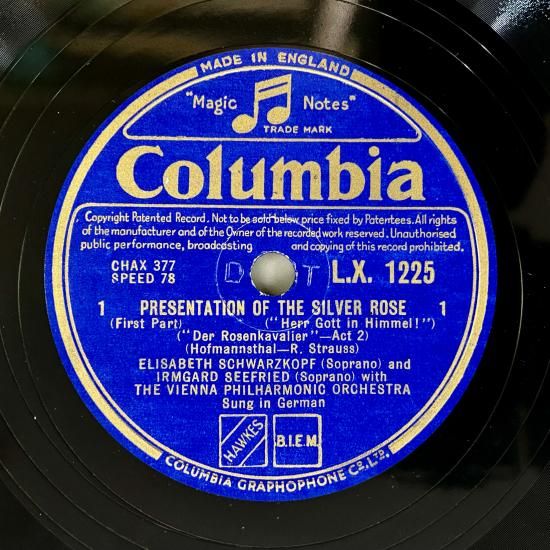 MADE IN ENGLAND
"Magic Notes"
TRADE MARK
Columbia
Copyright Patented Record. Not to be sold below price fixed by Patentees. All rights
of the manufacturer and of the Owner of the recorded work reserved. Unauthorised
public performance, broadcasting and copying of this record prohibited.
CHAX 377
SPEED 78
L.X. 1225
1 PRESENTATION OF THE SILVER ROSE 1
(First Part) ("Herr Gott in Himmel!")
("Der Rosenkavalier"—Act 2)
(Hofmannsthal—R. Strauss)
ELISABETH SCHWARZKOPF (Soprano) and
IRMGARD SEEFRIED (Soprano) with
THE VIENNA PHILHARMONIC ORCHESTRA
Sung in German
HAWKES
B.I.E.M.
COLUMBIA GRAPHOPHONE Co. LTD.